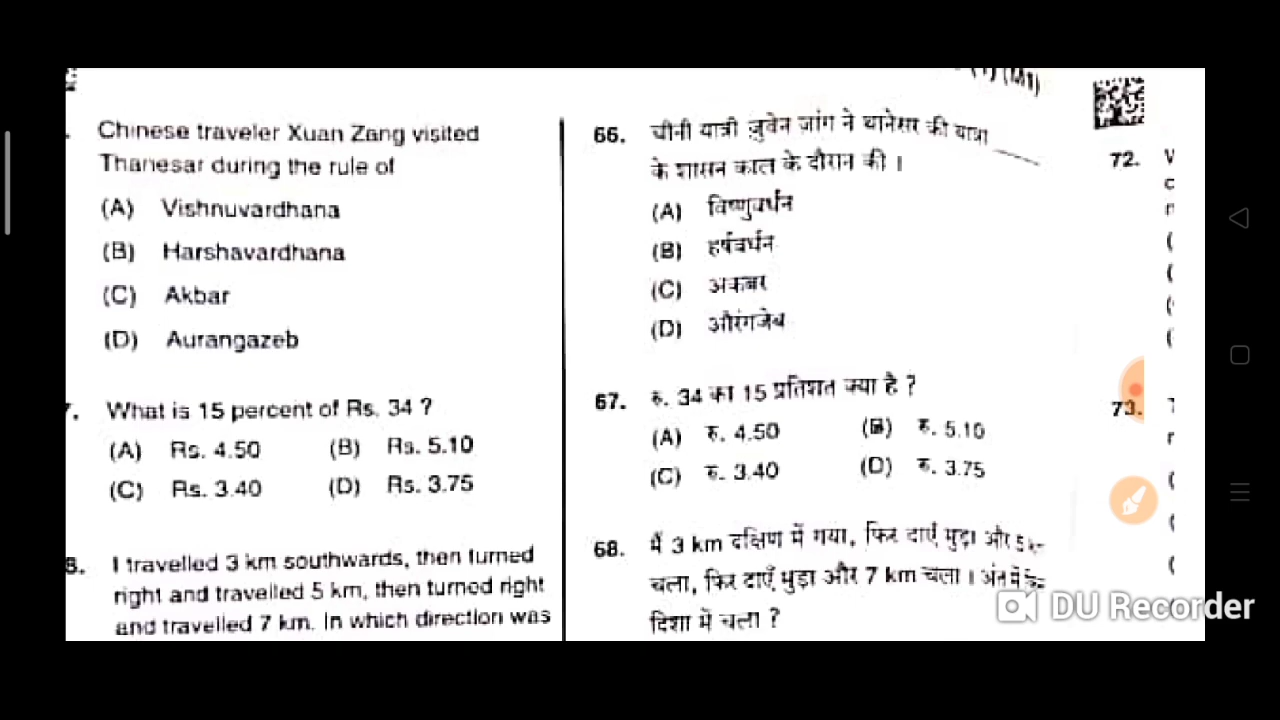 (1) (M1)
. Chinese traveler Xuan Zang visited
Thanesar during the rule of
(A) Vishnuvardhana
(B) Harshavardhana
(C) Akbar
(D) Aurangazeb
7. What is 15 percent of Rs. 34 ?
(A) Rs. 4.50 (B) Rs. 5.10
(C) Rs. 3.40 (D) Rs. 3.75
8. I travelled 3 km southwards, then turned
right and travelled 5 km, then turned right
and travelled 7 km. In which direction was
66. चीनी यात्री जुवेन जांग ने थानेसर की यात्रा
के शासन काल के दौरान की ।
(A) विष्णुवर्धन
(B) हर्षवर्धन
(C) अकबर
(D) औरंगजेब
67. रु. 34 का 15 प्रतिशत क्या है ?
(A) रु. 4.50 (B) रु. 5.10
(C) रु. 3.40 (D) रु. 3.75
68. मैं 3 km दक्षिण में गया, फिर दाएँ मुड़ा और 5
चला, फिर दाएँ मुड़ा और 7 km चला । अंत में
दिशा में चला ?
72.
73.
DU Recorder